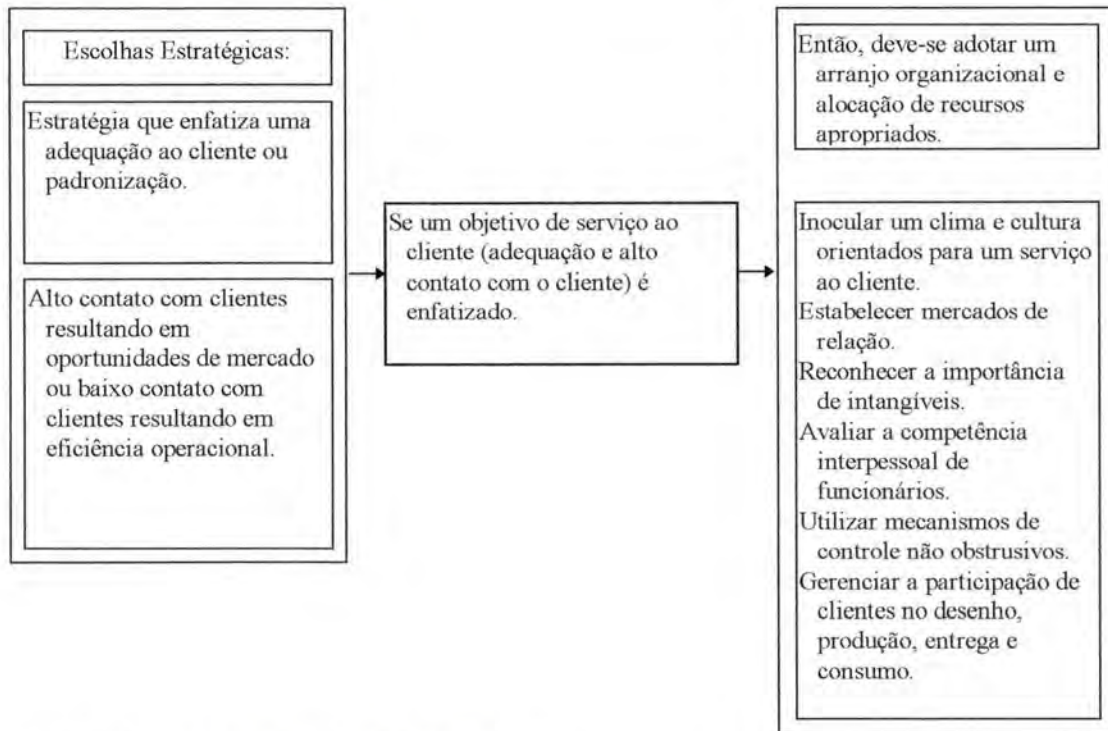 Escolhas Estratégicas:
Estratégia que enfatiza uma
adequação ao cliente ou
padronização.
Alto contato com clientes
resultando em
oportunidades de mercado
ou baixo contato com
clientes resultando em
eficiência operacional.
Se um objetivo de serviço ao
cliente (adequação e alto
contato com o cliente) é
enfatizado.
Então, deve-se adotar um
arranjo organizacional e
alocação de recursos
apropriados.
Inocular um clima e cultura
orientados para um serviço
ao cliente.
Estabelecer mercados de
relação.
Reconhecer a importância
de intangíveis.
Avaliar a competência
interpessoal de
funcionários.
Utilizar mecanismos de
controle não obstrusivos.
Gerenciar a participação de
clientes no desenho,
produção, entrega e
consumo.